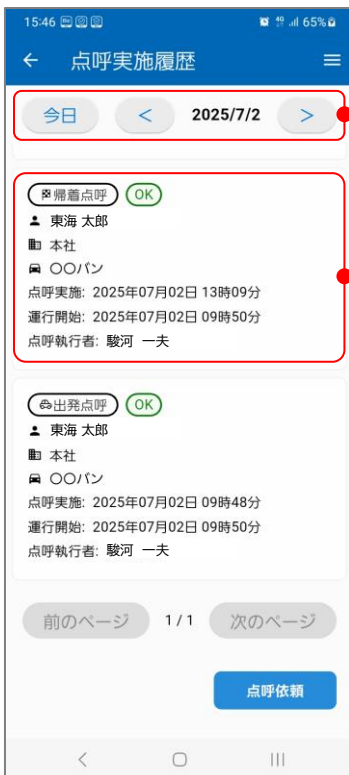 15:46 65%
点呼実施履歴
今日 < 2025/7/2 >
帰着点呼 OK
東海 太郎
本社
〇〇バン
点呼実施: 2025年07月02日 13時09分
運行開始: 2025年07月02日 09時50分
点呼執行者: 駿河 一夫
出発点呼 OK
東海 太郎
本社
〇〇バン
点呼実施: 2025年07月02日 09時48分
運行開始: 2025年07月02日 09時50分
点呼執行者: 駿河 一夫
前のページ 1 / 1 次のページ
点呼依頼